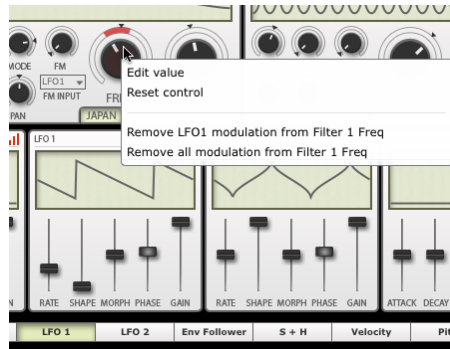 MODE
FM
LFO1
FM INPUT
PAN
JAPAN
Edit value
Reset control
Remove LFO1 modulation from Filter 1 Freq
Remove all modulation from Filter 1 Freq
LFO 1
RATE SHAPE MORPH PHASE GAIN
RATE SHAPE MORPH PHASE GAIN
ATTACK DECAY
LFO 1
LFO 2
Env Follower
S + H
Velocity